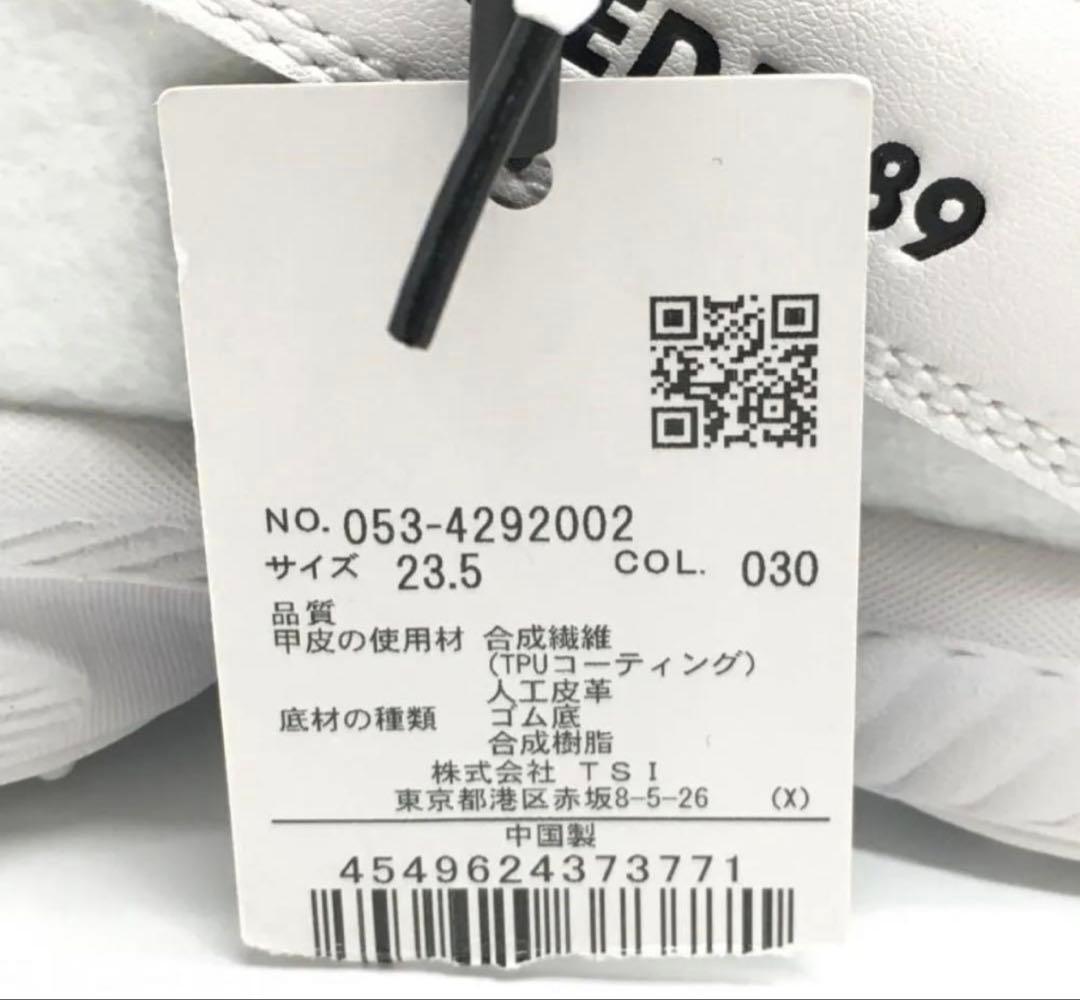 89
NO. 053-4292002
サイズ 23.5 COL. 030
品質
甲皮の使用材 合成繊維
(TPUコーティング)
人工皮革
底材の種類 ゴム底
合成樹脂
株式会社 TSI
東京都港区赤坂8-5-26 (X)
中国製
4549624373771